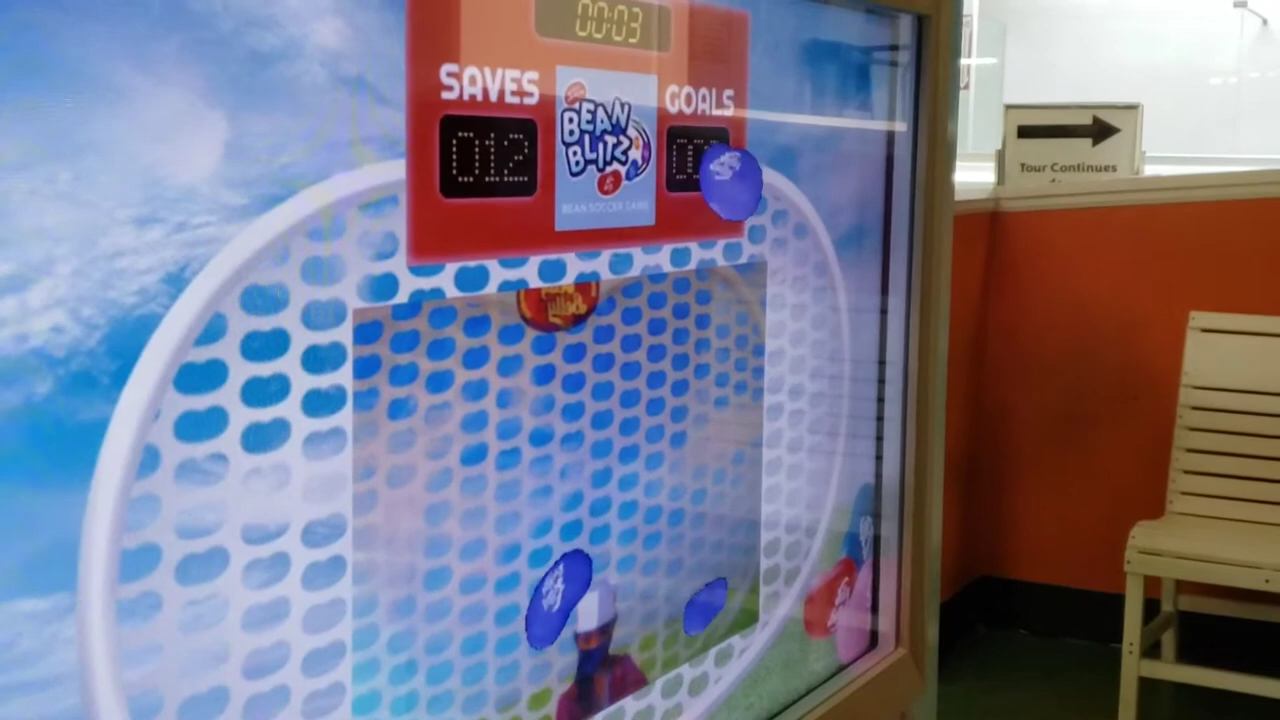 00:03
SAVES
GOALS
BEAN
BLITZ
012
BEAN SOCCER GAME
Tour Continues